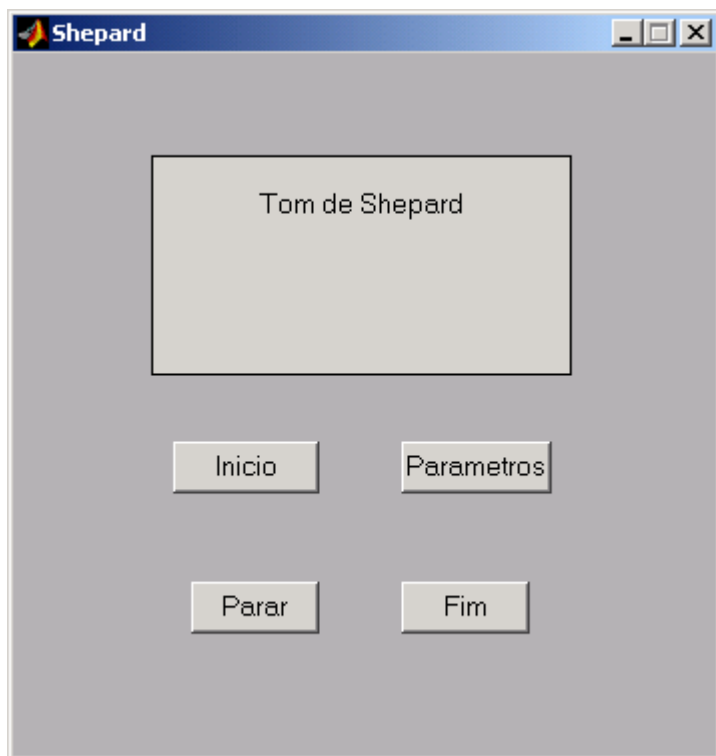 Shepard
Tom de Shepard
Inicio
Parametros
Parar
Fim